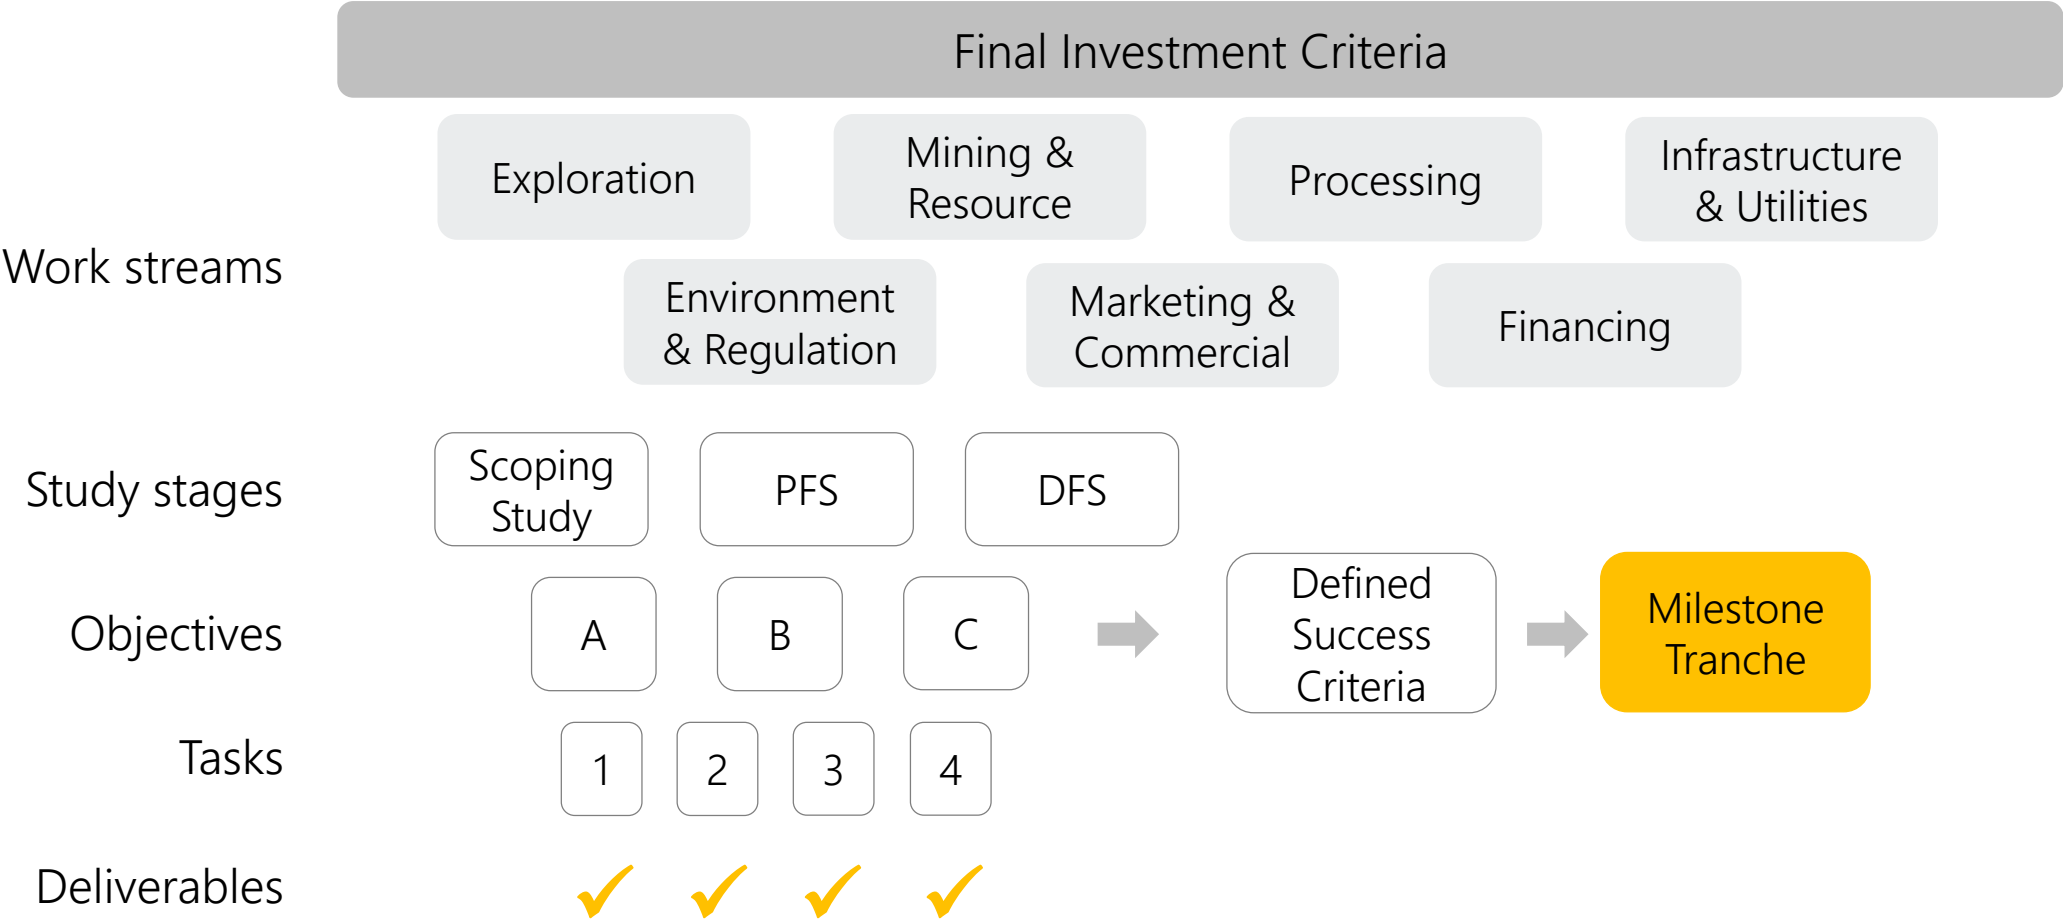 Final Investment Criteria
Exploration
Mining &
Resource
Processing
Infrastructure
& Utilities
Work streams
Environment
& Regulation
Marketing &
Commercial
Financing
Study stages
Scoping
Study
PFS
DFS
Objectives
A
B
C
Defined
Success
Criteria
Milestone
Tranche
Tasks
1
2
3
4
Deliverables